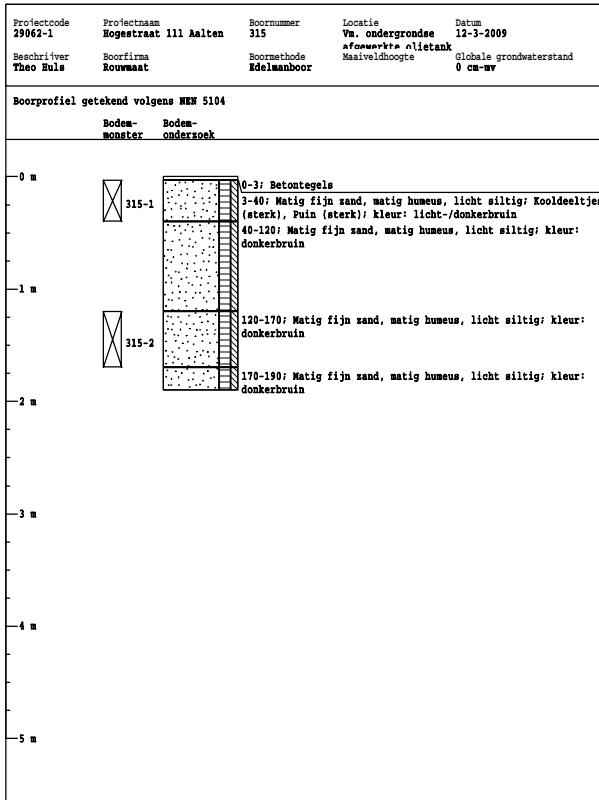 Projectcode Projectnaam Boornummer Locatie Datum
29062-1 Hogestraat 111 Aalten 315 Vm. ondergrondse 12-3-2009
afgewerkte olietank
Beschrijver Boorfirma Boormethode Maaiveldhoogte Globale grondwaterstand
Theo Huls Rouwmaat Edelmanboor 0 cm-mv
Boorprofiel getekend volgens NEN 5104
Bodem- Bodem-
monster onderzoek
0 m
0-3; Betontegels
315-1 3-40; Matig fijn zand, matig humeus, licht siltig; Kooldeeltjes
(sterk), Puin (sterk); kleur: licht-/donkerbruin
40-120; Matig fijn zand, matig humeus, licht siltig; kleur:
donkerbruin
1 m
120-170; Matig fijn zand, matig humeus, licht siltig; kleur:
donkerbruin
315-2
170-190; Matig fijn zand, matig humeus, licht siltig; kleur:
donkerbruin
2 m
3 m
4 m
5 m